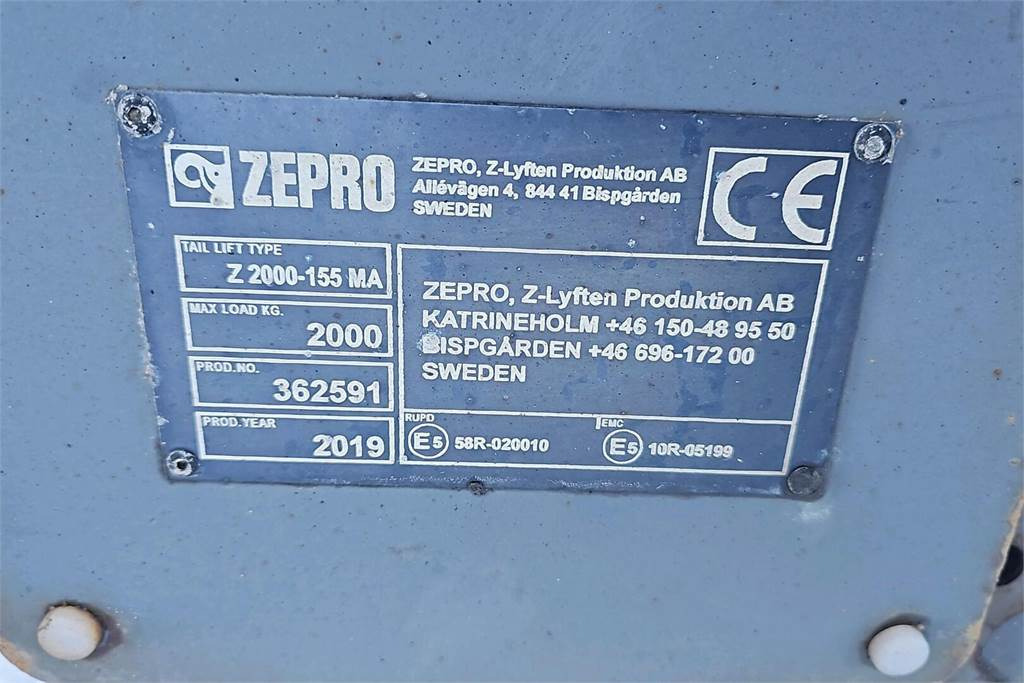 ZEPRO
ZEPRO, Z-Lyften Produktion AB
Allévägen 4, 844 41 Bispgården
SWEDEN
CE
TAIL LIFT TYPE
Z 2000-155 MA
MAX LOAD KG.
2000
PROD.NO.
362591
PROD.YEAR
2019
ZEPRO, Z-Lyften Produktion AB
KATRINEHOLM +46 150-48 95 50
BISPGÅRDEN +46 696-172 00
SWEDEN
RUPD
E5 58R-020010
EMC
E5 10R-05199